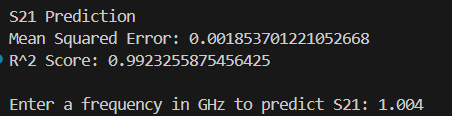 S21 Prediction
Mean Squared Error: 0.001853701221052668
R^2 Score: 0.9923255875456425
Enter a frequency in GHz to predict S21: 1.004